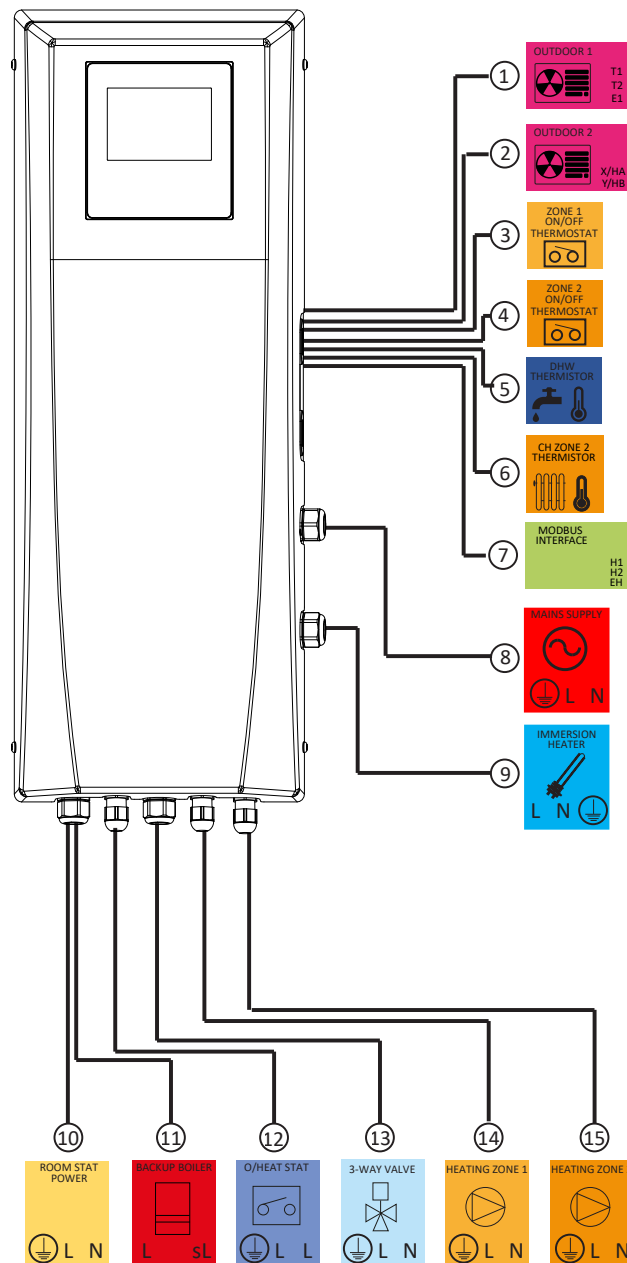 1
OUTDOOR 1
T1
T2
E1
2
OUTDOOR 2
X/HA
Y/HB
3
ZONE 1
ON/OFF
THERMOSTAT
4
ZONE 2
ON/OFF
THERMOSTAT
5
DHW
THERMISTOR
6
CH ZONE 2
THERMISTOR
7
MODBUS
INTERFACE
H1
H2
EH
8
MAINS SUPPLY
L N
9
IMMERSION
HEATER
L N
10
ROOM STAT
POWER
L N
11
BACKUP BOILER
L sL
12
O/HEAT STAT
L L
13
3-WAY VALVE
L N
14
HEATING ZONE 1
L N
15
HEATING ZONE
L N